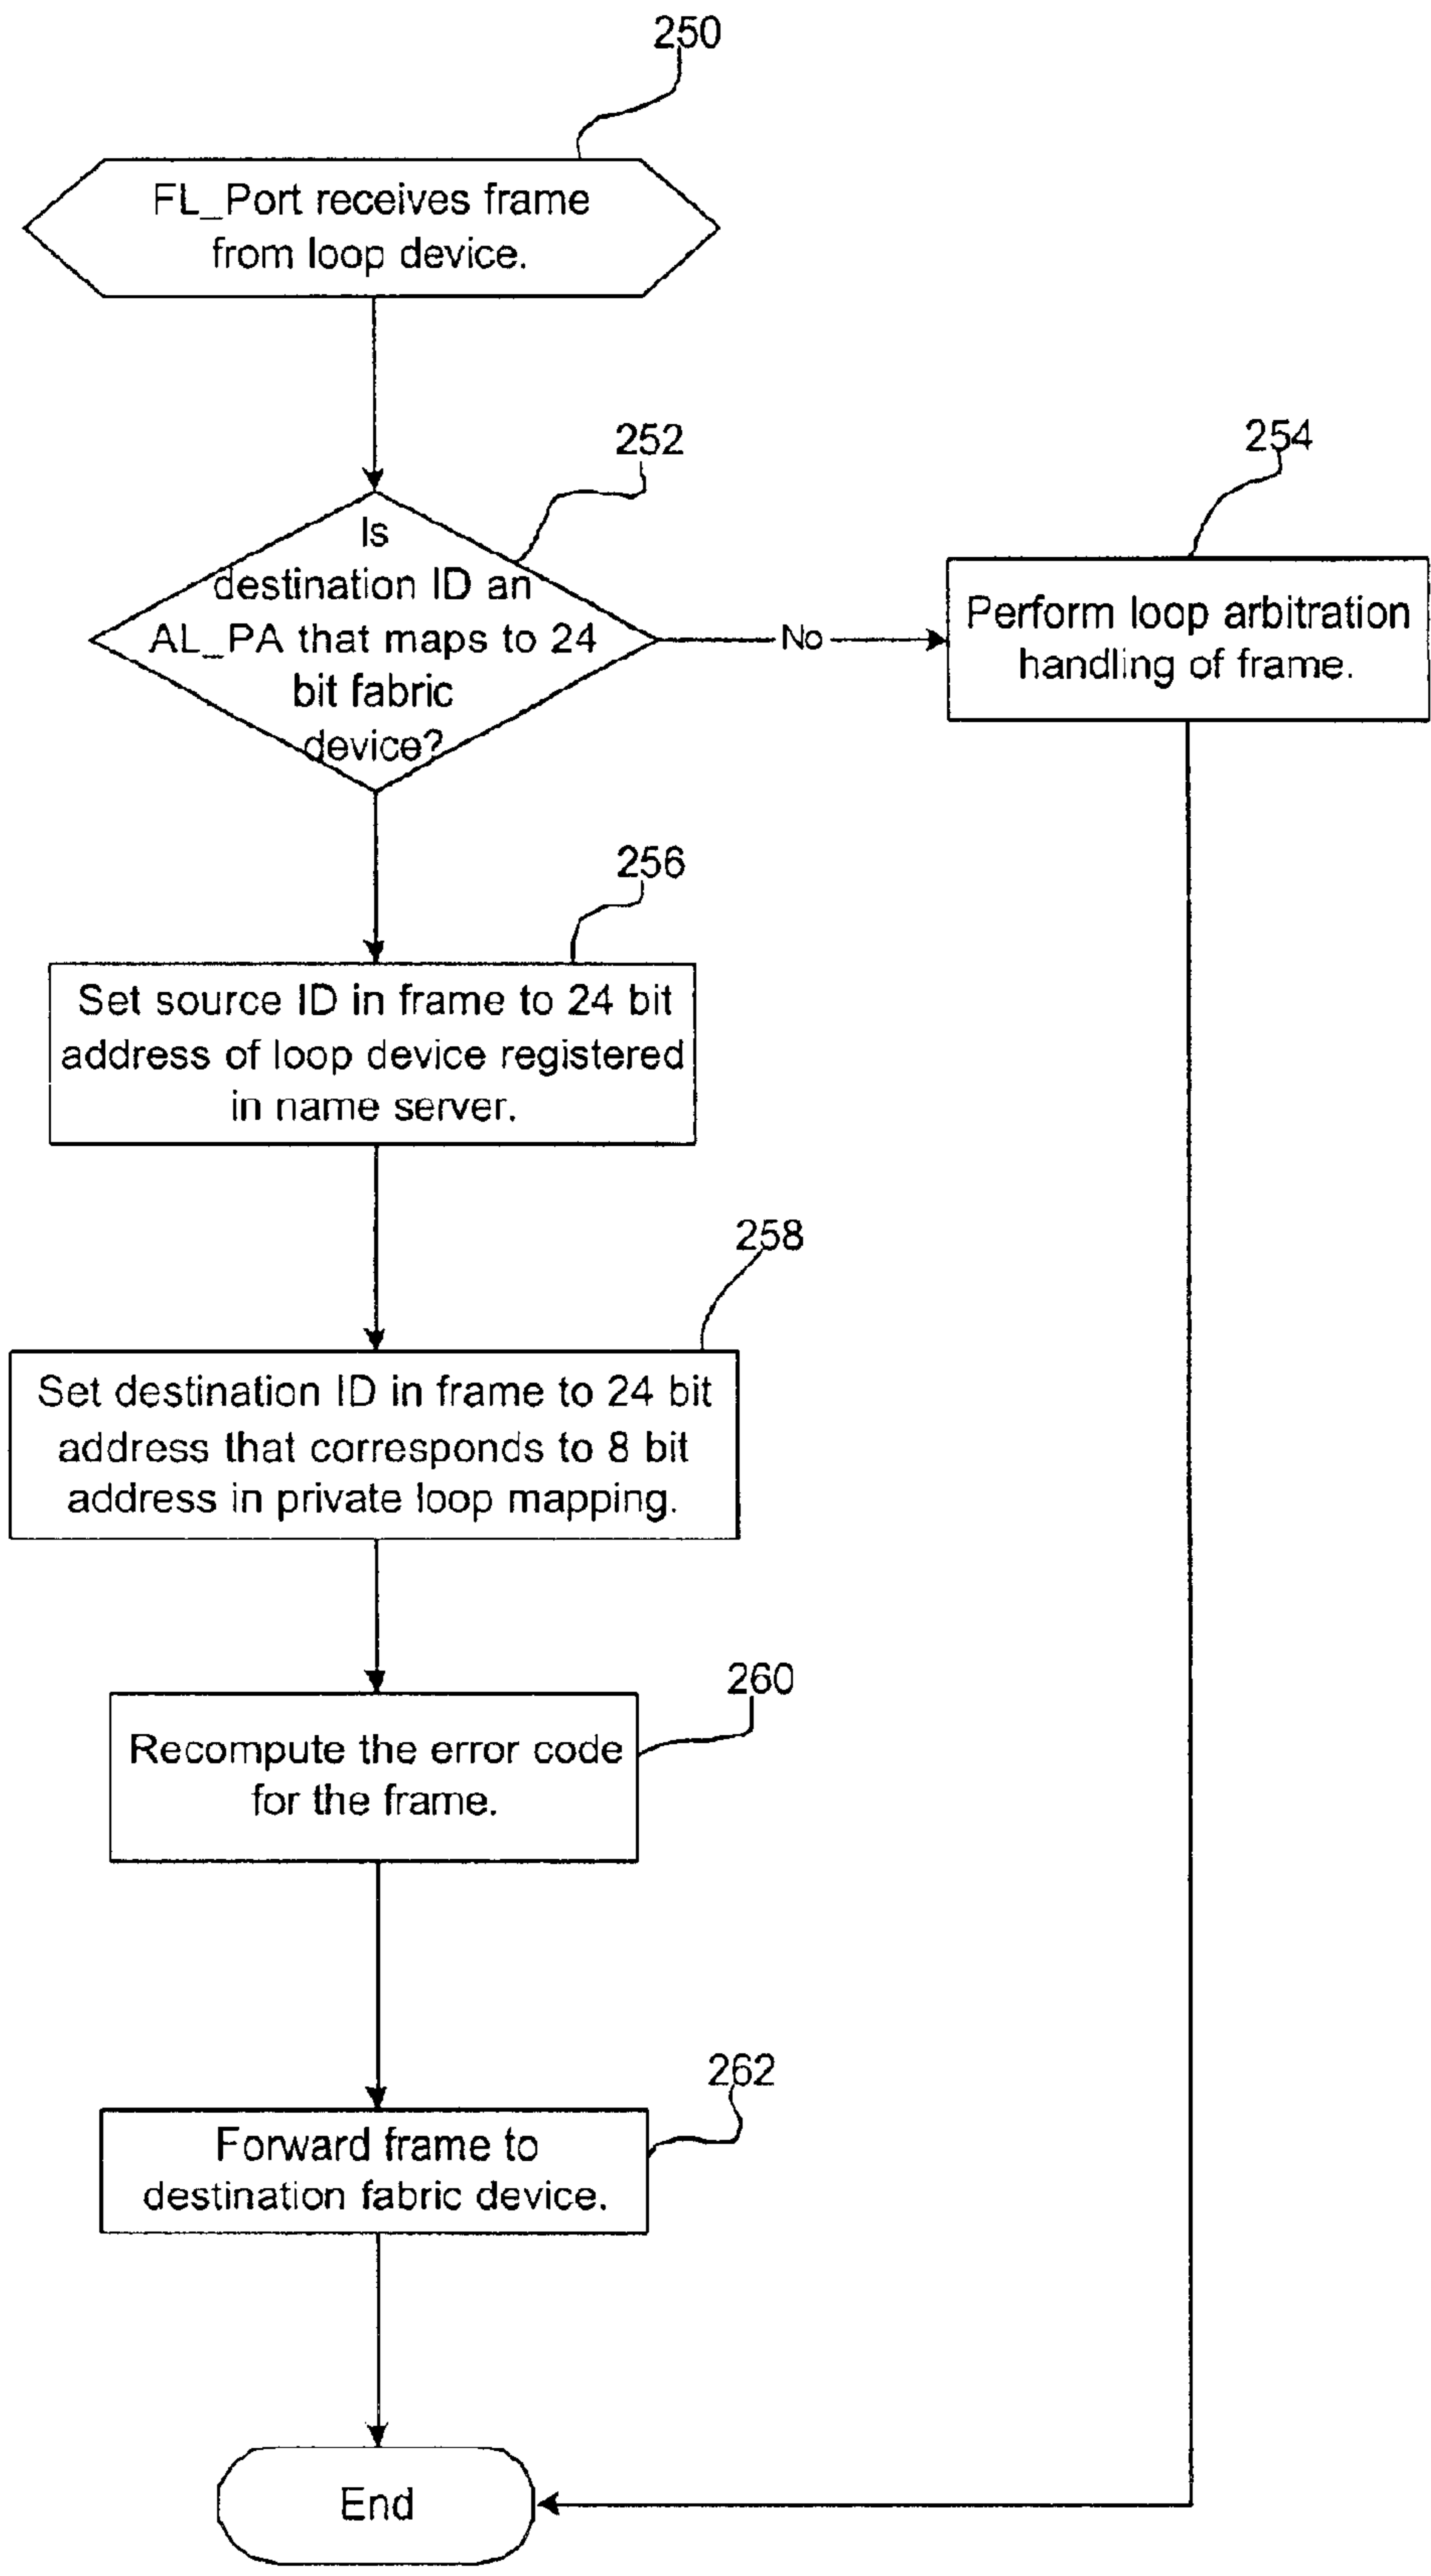 250
FL_Port receives frame
from loop device.
252
Is
destination ID an
AL_PA that maps to 24
bit fabric
device?
No
254
Perform loop arbitration
handling of frame.
256
Set source ID in frame to 24 bit
address of loop device registered
in name server.
258
Set destination ID in frame to 24 bit
address that corresponds to 8 bit
address in private loop mapping.
260
Recompute the error code
for the frame.
262
Forward frame to
destination fabric device.
End